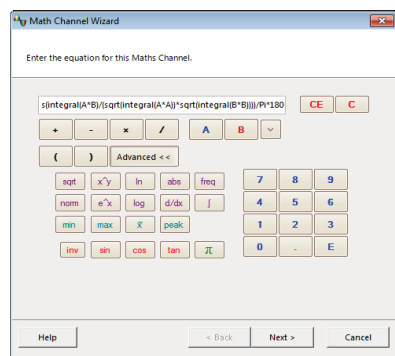 Math Channel Wizard
Enter the equation for this Maths Channel.
s(integral(A*B)/(sqrt(integral(A*A))*sqrt(integral(B*B))))/Pi*180 CE C
+ - × / A B
( ) Advanced <<
sqrt x^y ln abs freq 7 8 9
norm e^x log d/dx ∫ 4 5 6
min max x̄ peak 1 2 3
inv sin cos tan π 0 . E
Help < Back Next > Cancel